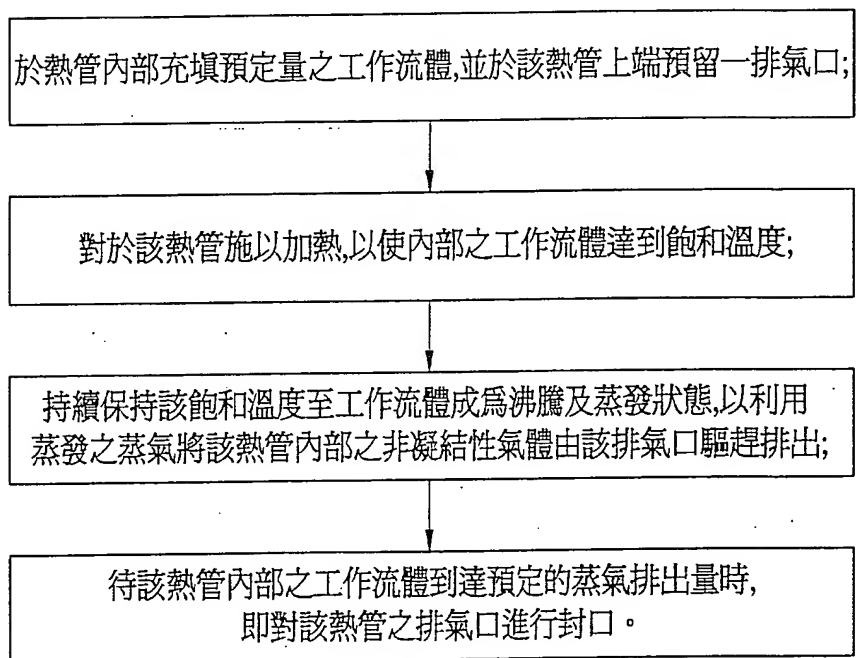 於熱管內部充填預定量之工作流體,並於該熱管上端預留一排氣口;
對於該熱管施以加熱,以使內部之工作流體達到飽和溫度;
持續保持該飽和溫度至工作流體成爲沸騰及蒸發狀態,以利用
蒸發之蒸氣將該熱管內部之非凝結性氣體由該排氣口驅趕排出;
待該熱管內部之工作流體到達預定的蒸氣排出量時,
即對該熱管之排氣口進行封口。